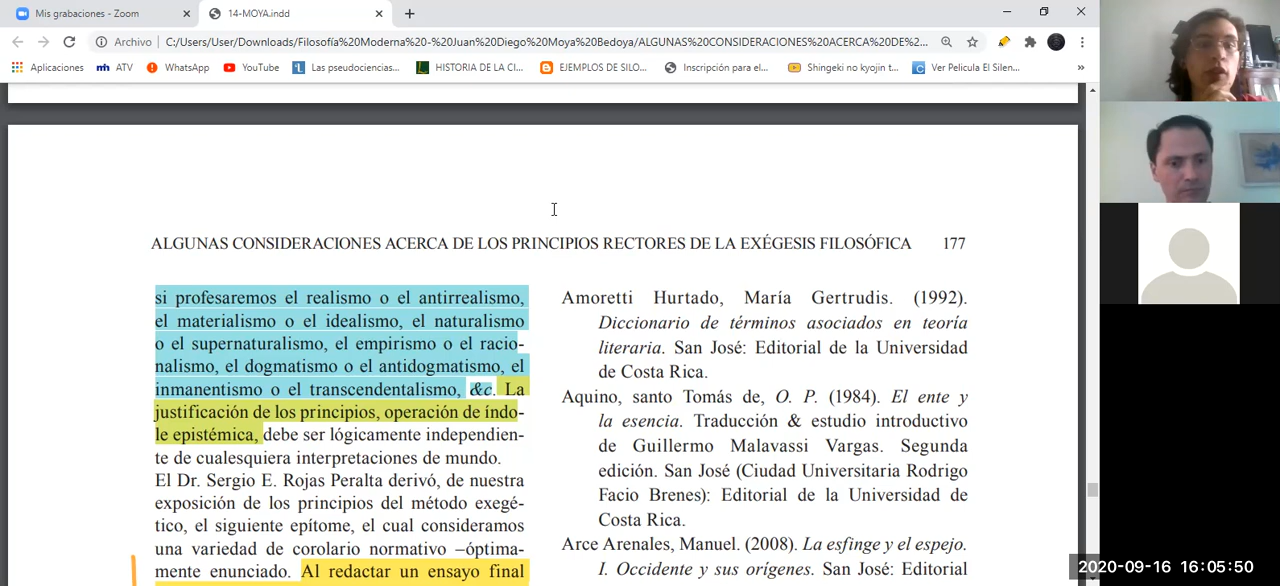 Mis grabaciones - Zoom
14-MOYA.indd
Archivo
C:/Users/User/Downloads/Filosofía%20Moderna%20-%20Juan%20Diego%20Moya%20Bedoya/ALGUNAS%20CONSIDERACIONES%20ACERCA%20DE%2...
Aplicaciones
mh ATV
WhatsApp
YouTube
Las pseudociencias...
HISTORIA DE LA CI...
EJEMPLOS DE SILO...
Inscripción para el...
Shingeki no kyojin t...
Ver Película El Silen...
»
ALGUNAS CONSIDERACIONES ACERCA DE LOS PRINCIPIOS RECTORES DE LA EXÉGESIS FILOSÓFICA 177
si profesaremos el realismo o el antirrealismo,
el materialismo o el idealismo, el naturalismo
o el supernaturalismo, el empirismo o el racio-
nalismo, el dogmatismo o el antidogmatismo, el
inmanentismo o el transcendentalismo, &c. La
justificación de los principios, operación de índo-
le epistémica, debe ser lógicamente independien-
te de cualesquiera interpretaciones de mundo.
El Dr. Sergio E. Rojas Peralta derivó, de nuestra
exposición de los principios del método exegé-
tico, el siguiente epítome, el cual consideramos
una variedad de corolario normativo –óptima-
mente enunciado. Al redactar un ensayo final
Amoretti Hurtado, María Gertrudis. (1992).
Diccionario de términos asociados en teoría
literaria. San José: Editorial de la Universidad
de Costa Rica.
Aquino, santo Tomás de, O. P. (1984). El ente y
la esencia. Traducción & estudio introductivo
de Guillermo Malavassi Vargas. Segunda
edición. San José (Ciudad Universitaria Rodrigo
Facio Brenes): Editorial de la Universidad de
Costa Rica.
Arce Arenales, Manuel. (2008). La esfinge y el espejo.
I. Occidente y sus orígenes. San José: Editorial
2020-09-16 16:05:50